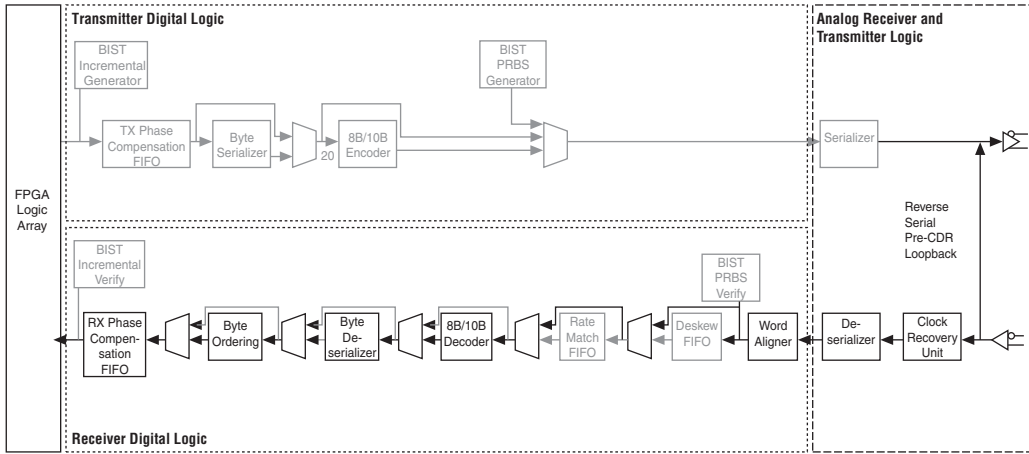 Transmitter Digital Logic
Analog Receiver and
Transmitter Logic
BIST
Incremental
Generator
BIST
PRBS
Generator
TX Phase
Compensation
FIFO
Byte
Serializer
20
8B/10B
Encoder
Serializer
FPGA
Logic
Array
Reverse
Serial
Pre-CDR
Loopback
BIST
Incremental
Verify
BIST
PRBS
Verify
RX Phase
Compen-
sation
FIFO
Byte
Ordering
Byte
De-
serializer
8B/10B
Decoder
Rate
Match
FIFO
Deskew
FIFO
Word
Aligner
De-
serializer
Clock
Recovery
Unit
Receiver Digital Logic